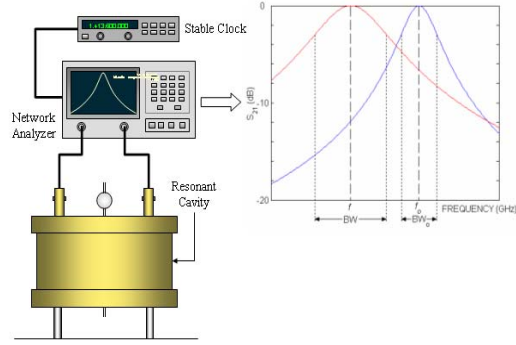 Stable Clock
Network
Analyzer
Resonant
Cavity
S21, (dB)
0
-10
-20
f
f0
FREQUENCY (GHz)
BW
BW0